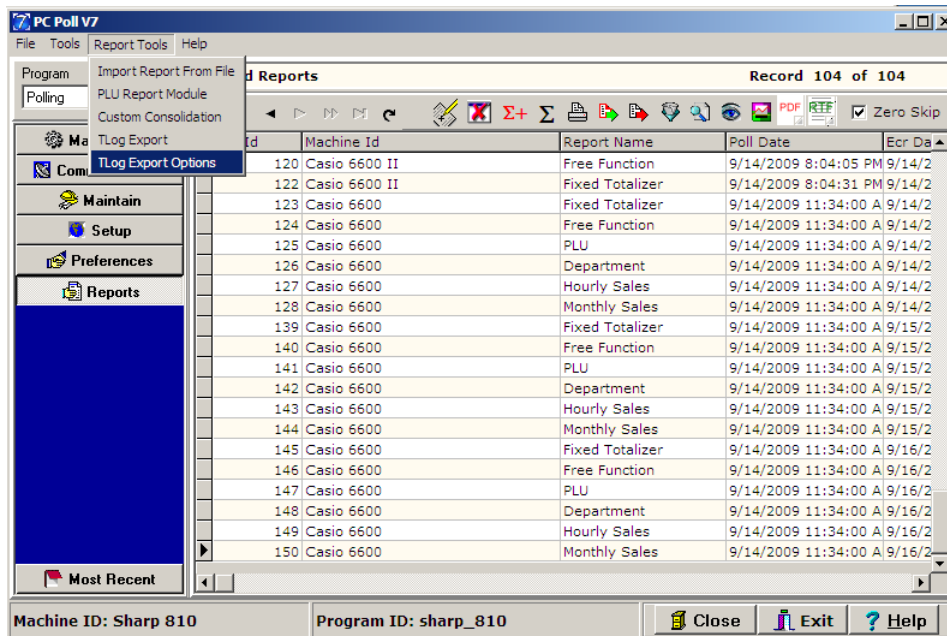 PC Poll V7
File Tools Report Tools Help
Program
Polling
Import Report From File
PLU Report Module
Custom Consolidation
TLog Export
TLog Export Options
d Reports
Record 104 of 104
Σ+ Σ PDF RTF Zero Skip
Ma
Com
Maintain
Setup
Preferences
Reports
Most Recent
Id Machine Id Report Name Poll Date Ecr Da
120 Casio 6600 II Free Function 9/14/2009 8:04:05 PM 9/14/2
122 Casio 6600 II Fixed Totalizer 9/14/2009 8:04:31 PM 9/14/2
123 Casio 6600 Fixed Totalizer 9/14/2009 11:34:00 A 9/14/2
124 Casio 6600 Free Function 9/14/2009 11:34:00 A 9/14/2
125 Casio 6600 PLU 9/14/2009 11:34:00 A 9/14/2
126 Casio 6600 Department 9/14/2009 11:34:00 A 9/14/2
127 Casio 6600 Hourly Sales 9/14/2009 11:34:00 A 9/14/2
128 Casio 6600 Monthly Sales 9/14/2009 11:34:00 A 9/14/2
139 Casio 6600 Fixed Totalizer 9/14/2009 11:34:00 A 9/15/2
140 Casio 6600 Free Function 9/14/2009 11:34:00 A 9/15/2
141 Casio 6600 PLU 9/14/2009 11:34:00 A 9/15/2
142 Casio 6600 Department 9/14/2009 11:34:00 A 9/15/2
143 Casio 6600 Hourly Sales 9/14/2009 11:34:00 A 9/15/2
144 Casio 6600 Monthly Sales 9/14/2009 11:34:00 A 9/15/2
145 Casio 6600 Fixed Totalizer 9/14/2009 11:34:00 A 9/16/2
146 Casio 6600 Free Function 9/14/2009 11:34:00 A 9/16/2
147 Casio 6600 PLU 9/14/2009 11:34:00 A 9/16/2
148 Casio 6600 Department 9/14/2009 11:34:00 A 9/16/2
149 Casio 6600 Hourly Sales 9/14/2009 11:34:00 A 9/16/2
150 Casio 6600 Monthly Sales 9/14/2009 11:34:00 A 9/16/2
Machine ID: Sharp 810 Program ID: sharp_810 Close Exit Help